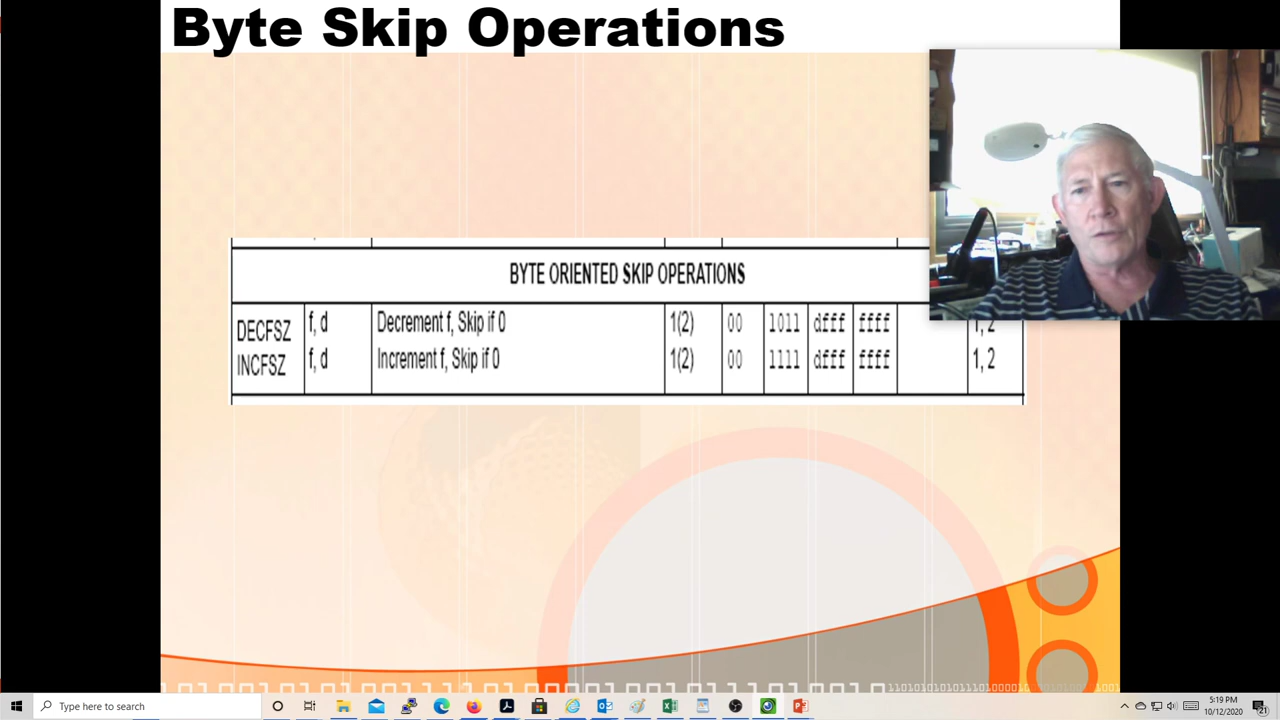 Byte Skip Operations
BYTE ORIENTED SKIP OPERATIONS
DECFSZ f, d Decrement f, Skip if 0 1(2) 00 1011 dfff ffff 1, 2
INCFSZ f, d Increment f, Skip if 0 1(2) 00 1111 dfff ffff 1, 2
Type here to search
5:19 PM
10/12/2020